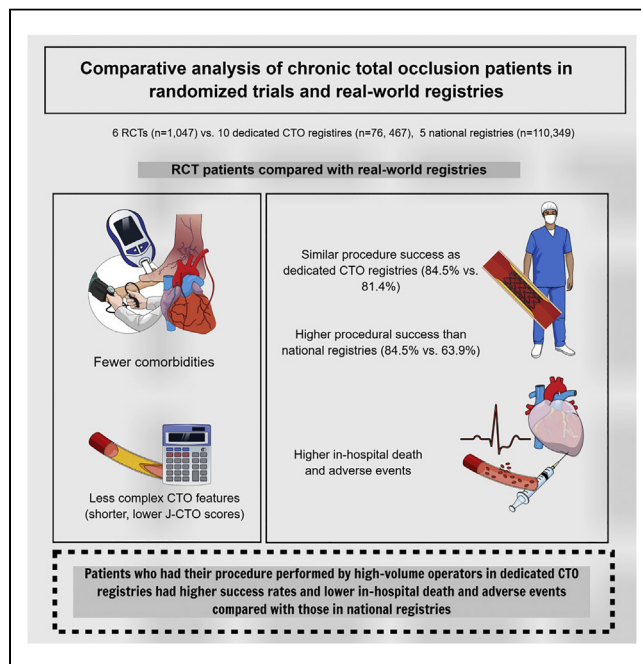 Comparative analysis of chronic total occlusion patients in
randomized trials and real-world registries
6 RCTs (n=1,047) vs. 10 dedicated CTO regist​ires (n=76, 467), 5 national registries (n=110,349)
RCT patients compared with real-world registries
Fewer comorbidities
Less complex CTO features
(shorter, lower J-CTO scores)
Similar procedure success as
dedicated CTO registries (84.5% vs.
81.4%)
Higher procedural success than
national registries (84.5% vs. 63.9%)
Higher in-hospital death
and adverse events
Patients who had their procedure performed by high-volume operators in dedicated CTO
registries had higher success rates and lower in-hospital death and adverse events
compared with those in national registries